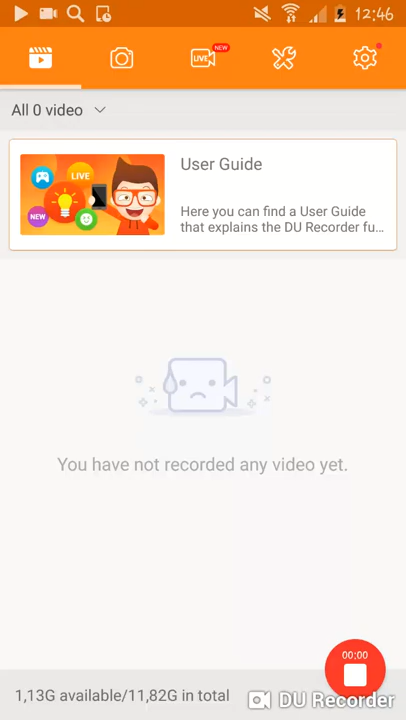 12:46
LIVE
NEW
All 0 video
LIVE
NEW
User Guide
Here you can find a User Guide
that explains the DU Recorder fu...
You have not recorded any video yet.
00:00
1,13G available/11,82G in total
DU Recorder